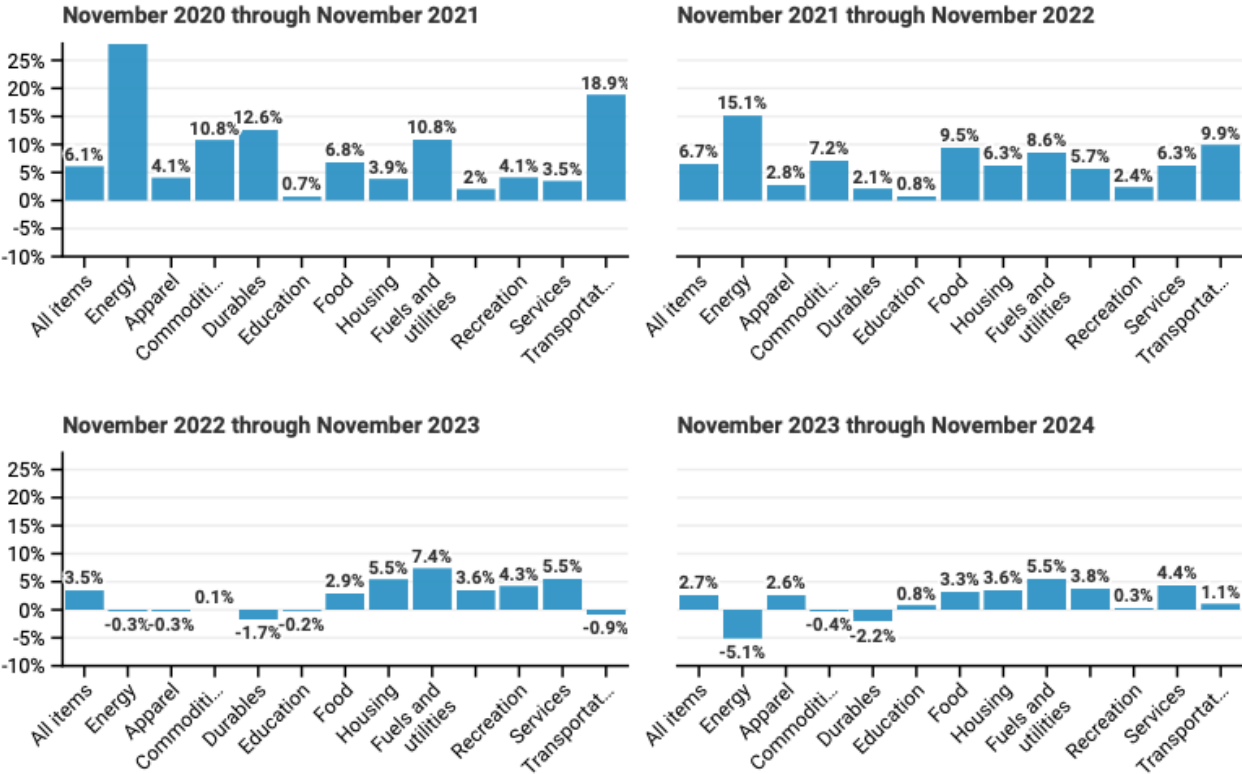 November 2020 through November 2021
25%
20%
15%
10%
5%
0%
-5%
-10%
6.1%
4.1%
10.8%
12.6%
0.7%
6.8%
3.9%
10.8%
2%
4.1%
3.5%
18.9%
All items
Energy
Apparel
Commoditi...
Durables
Education
Food
Housing
Fuels and
utilities
Recreation
Services
Transportat...
November 2021 through November 2022
6.7%
15.1%
2.8%
7.2%
2.1%
0.8%
9.5%
6.3%
8.6%
5.7%
2.4%
6.3%
9.9%
All items
Energy
Apparel
Commoditi...
Durables
Education
Food
Housing
Fuels and
utilities
Recreation
Services
Transportat...
November 2022 through November 2023
25%
20%
15%
10%
5%
0%
-5%
-10%
3.5%
-0.3%
-0.3%
0.1%
-1.7%
-0.2%
2.9%
5.5%
7.4%
3.6%
4.3%
5.5%
-0.9%
All items
Energy
Apparel
Commoditi...
Durables
Education
Food
Housing
Fuels and
utilities
Recreation
Services
Transportat...
November 2023 through November 2024
2.7%
-5.1%
2.6%
-0.4%
-2.2%
0.8%
3.3%
3.6%
5.5%
3.8%
0.3%
4.4%
1.1%
All items
Energy
Apparel
Commoditi...
Durables
Education
Food
Housing
Fuels and
utilities
Recreation
Services
Transportat...